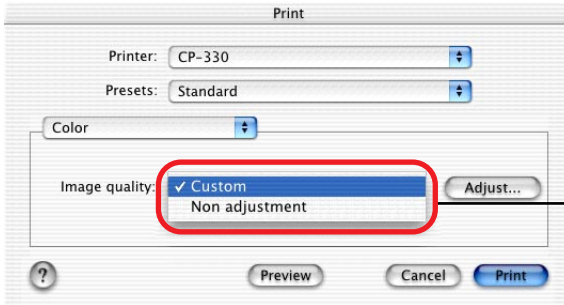 Print
Printer: CP-330
Presets: Standard
Color
Image quality: ✓ Custom Adjust...
Non adjustment
? Preview Cancel Print